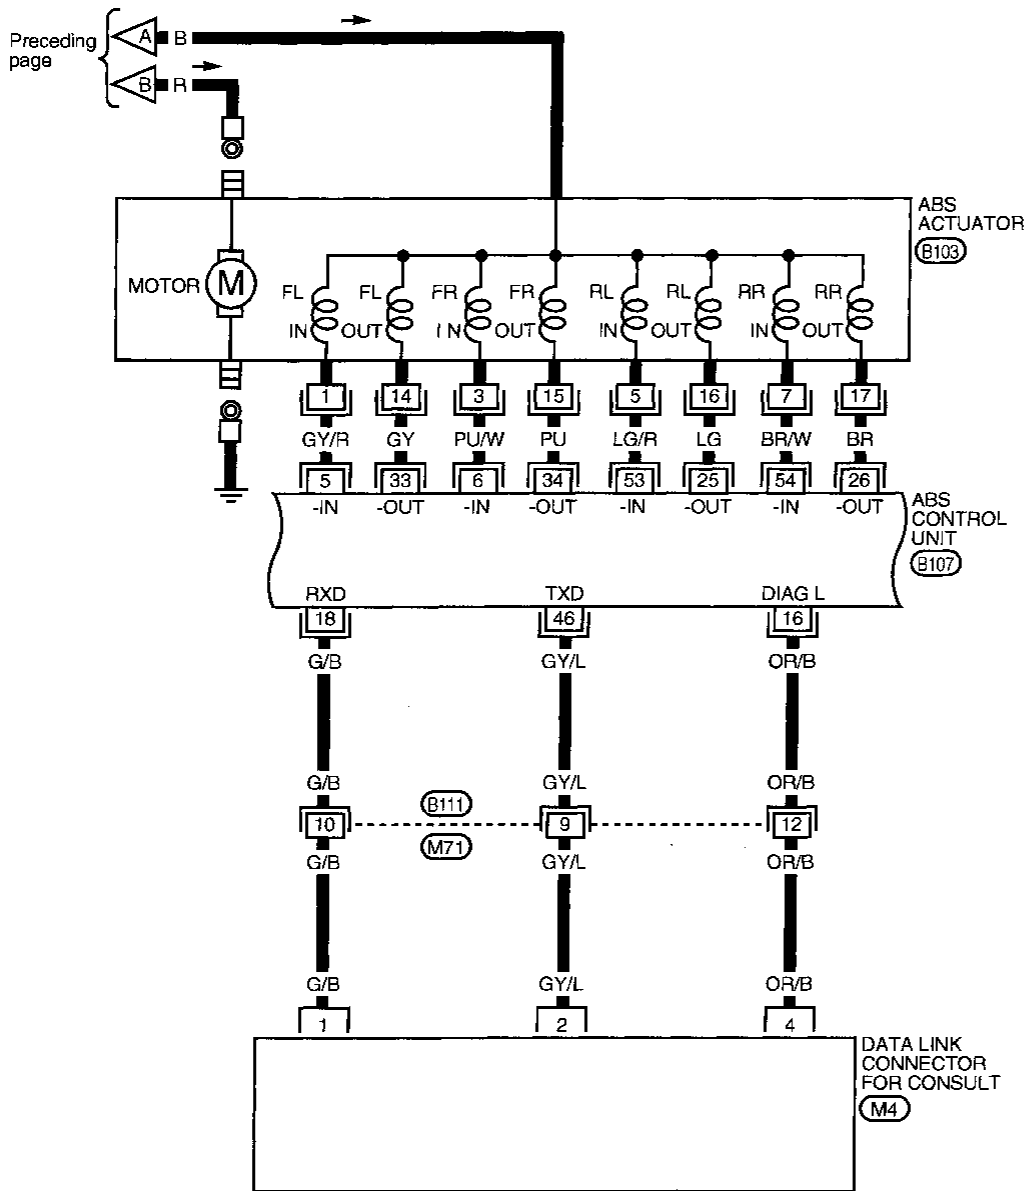 Preceding
page
A B
B R
ABS
ACTUATOR
B103
MOTOR M
FL FL FR FR RL RL RR RR
IN OUT IN OUT IN OUT IN OUT
1 14 3 15 5 16 7 17
GY/R GY PU/W PU LG/R LG BR/W BR
5 33 6 34 53 25 54 26
-IN -OUT -IN -OUT -IN -OUT -IN -OUT
ABS
CONTROL
UNIT
B107
RXD TXD DIAG L
18 46 16
G/B GY/L OR/B
G/B GY/L OR/B
B111
10 9 12
M71
G/B GY/L OR/B
G/B GY/L OR/B
1 2 4
DATA LINK
CONNECTOR
FOR CONSULT
M4